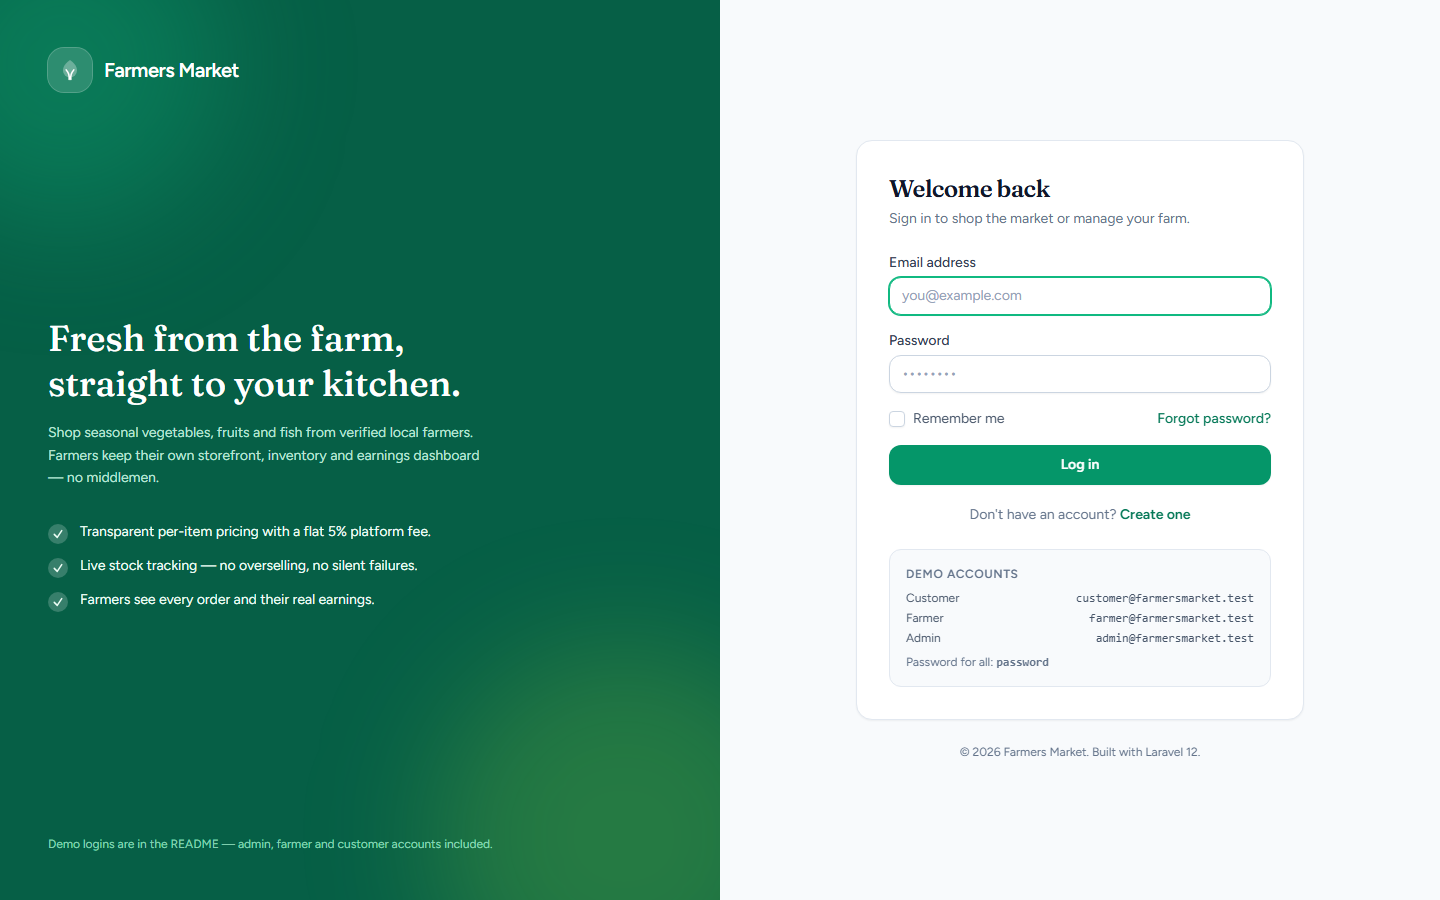 Farmers Market
Fresh from the farm,
straight to your kitchen.
Shop seasonal vegetables, fruits and fish from verified local farmers.
Farmers keep their own storefront, inventory and earnings dashboard
— no middlemen.
Transparent per-item pricing with a flat 5% platform fee.
Live stock tracking — no overselling, no silent failures.
Farmers see every order and their real earnings.
Demo logins are in the README — admin, farmer and customer accounts included.
Welcome back
Sign in to shop the market or manage your farm.
Email address
you@example.com
Password
••••••••
Remember me
Forgot password?
Log in
Don't have an account? Create one
DEMO ACCOUNTS
Customer customer@farmersmarket.test
Farmer farmer@farmersmarket.test
Admin admin@farmersmarket.test
Password for all: password
© 2026 Farmers Market. Built with Laravel 12.